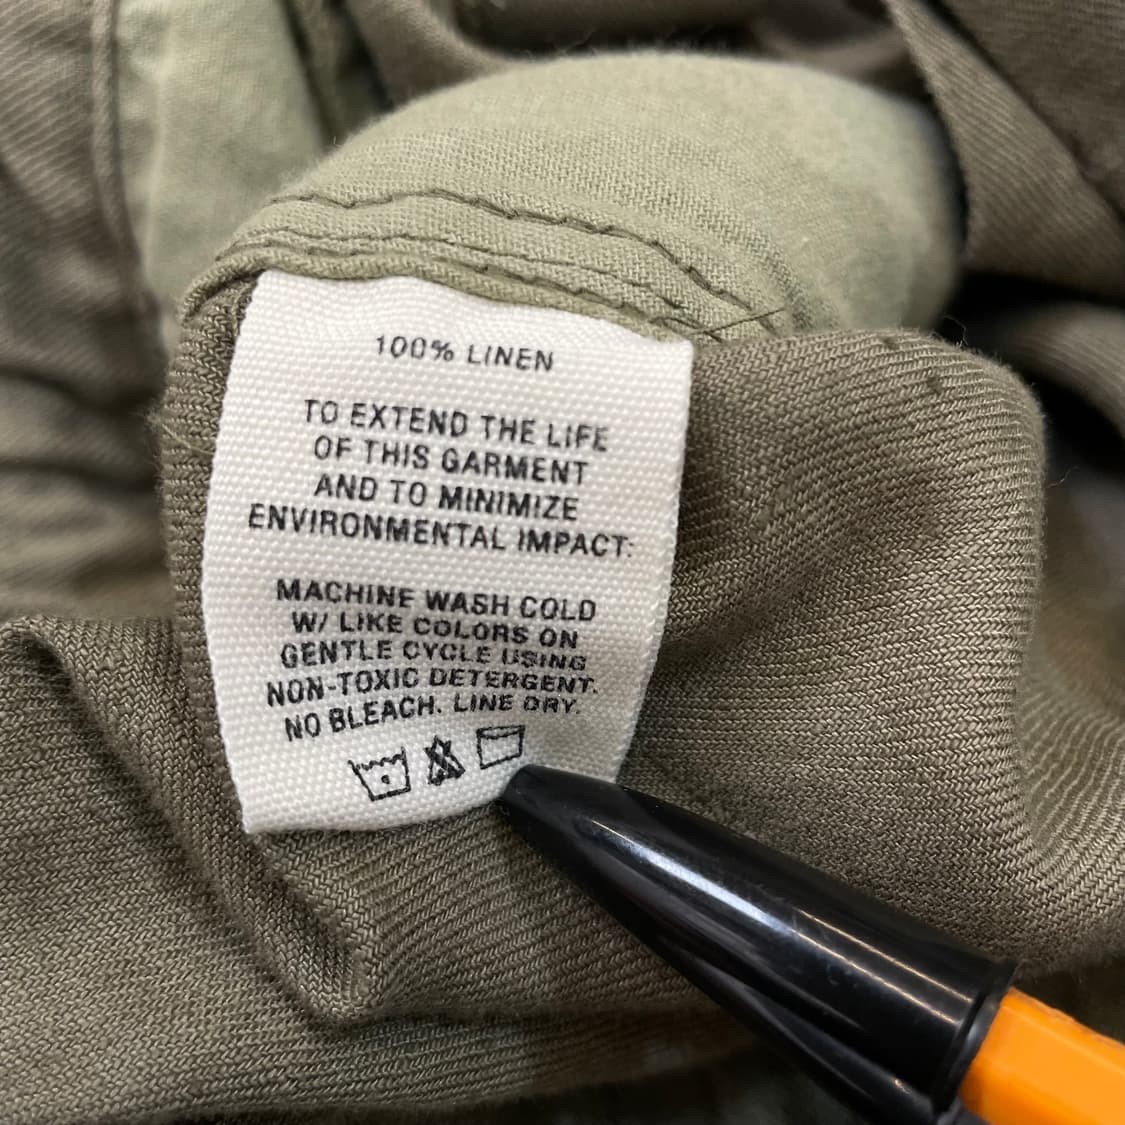 100% LINEN
TO EXTEND THE LIFE
OF THIS GARMENT
AND TO MINIMIZE
ENVIRONMENTAL IMPACT:
MACHINE WASH COLD
W/ LIKE COLORS ON
GENTLE CYCLE USING
NON-TOXIC DETERGENT.
NO BLEACH. LINE DRY.